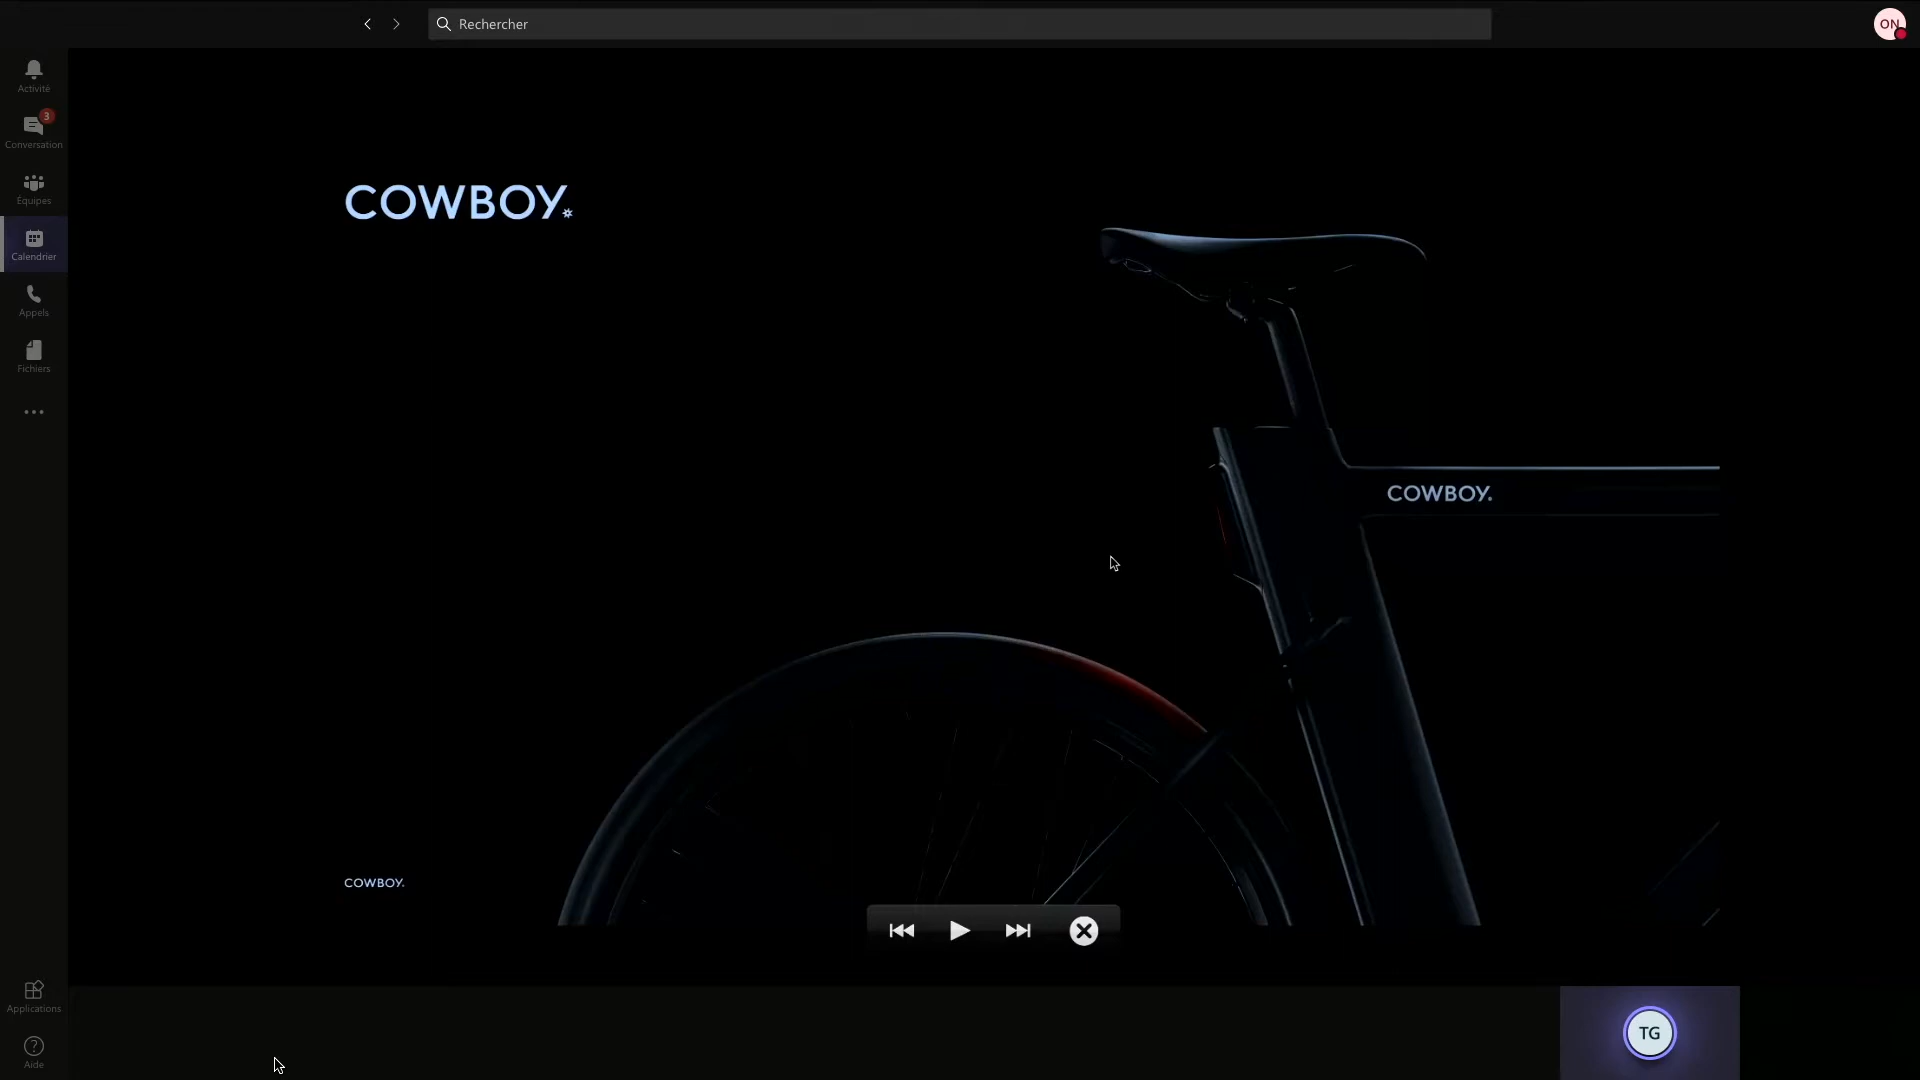 Rechercher
ON
Activité
3
Conversation
Équipes
Calendrier
Appels
Fichiers
COWBOY.
COWBOY.
COWBOY.
Applications
Aide
TG